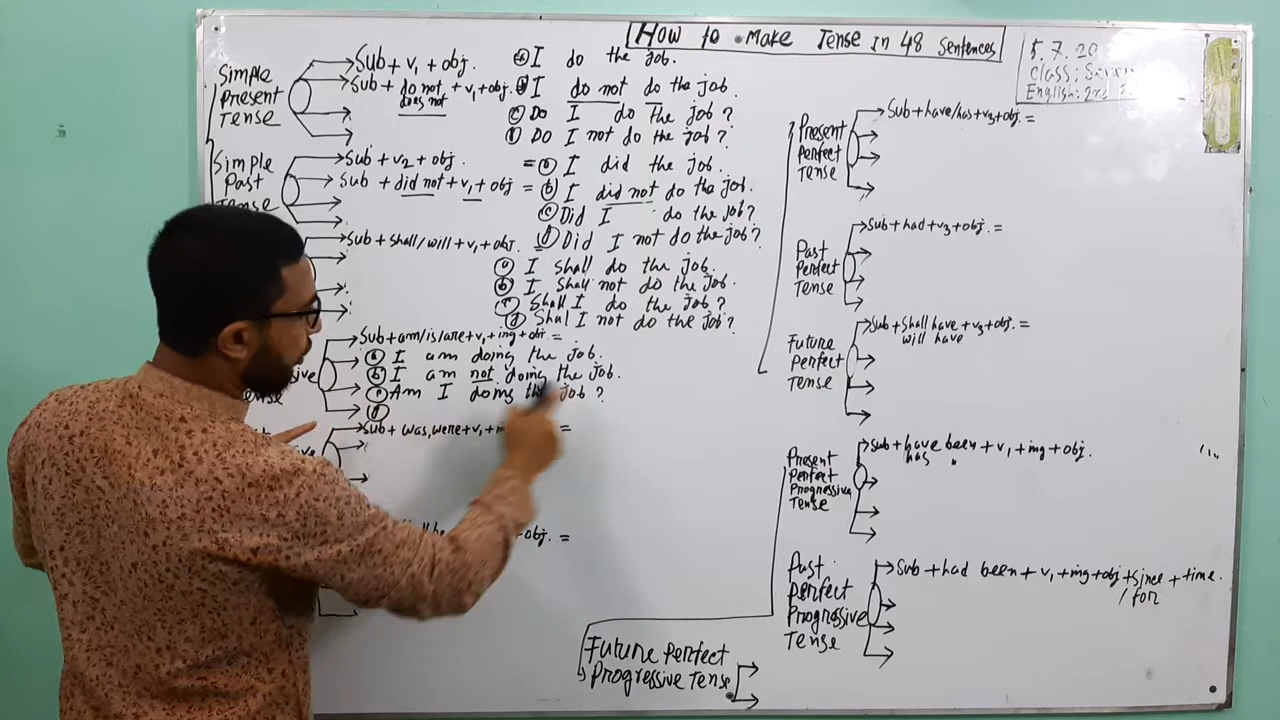 How to Make Tense In 48 Sentences
5.7.20
Class: Seven
English: 2nd
Simple
Present
Tense
Sub + v1 + obj.
Sub + do not + v1 + obj.
does not
ⓐ I do the job.
ⓑ I do not do the job.
ⓒ Do I do the job?
ⓓ Do I not do the job?
Simple
Past
Tense
Sub + v2 + obj.
Sub + did not + v1 + obj
= ⓐ I did the job.
= ⓑ I did not do the job.
ⓒ Did I do the job?
ⓓ Did I not do the job?
Sub + shall/will + v1 + obj. =
ⓐ I shall do the job.
ⓑ I shall not do the job.
ⓒ Shall I do the job?
ⓓ Shal I not do the job?
Sub + am/is/are + v1 + ing + obj. =
ⓐ I am doing the job.
ⓑ I am not doing the job.
ⓒ Am I doing the job?
ⓓ
Sub + was, were + v1 +
=
obj. =
Present
Perfect
Tense
Sub + have/has + v3 + obj. =
Past
Perfect
Tense
Sub + had + v3 + obj. =
Future
Perfect
Tense
Sub + shall have + v3 + obj. =
will have
Present
Perfect
Progressive
Tense
Sub + have been + v1 + ing + obj.
has
Past
Perfect
Progressive
Tense
Sub + had been + v1 + ing + obj + since + time.
/ for
Future Perfect
Progressive Tense